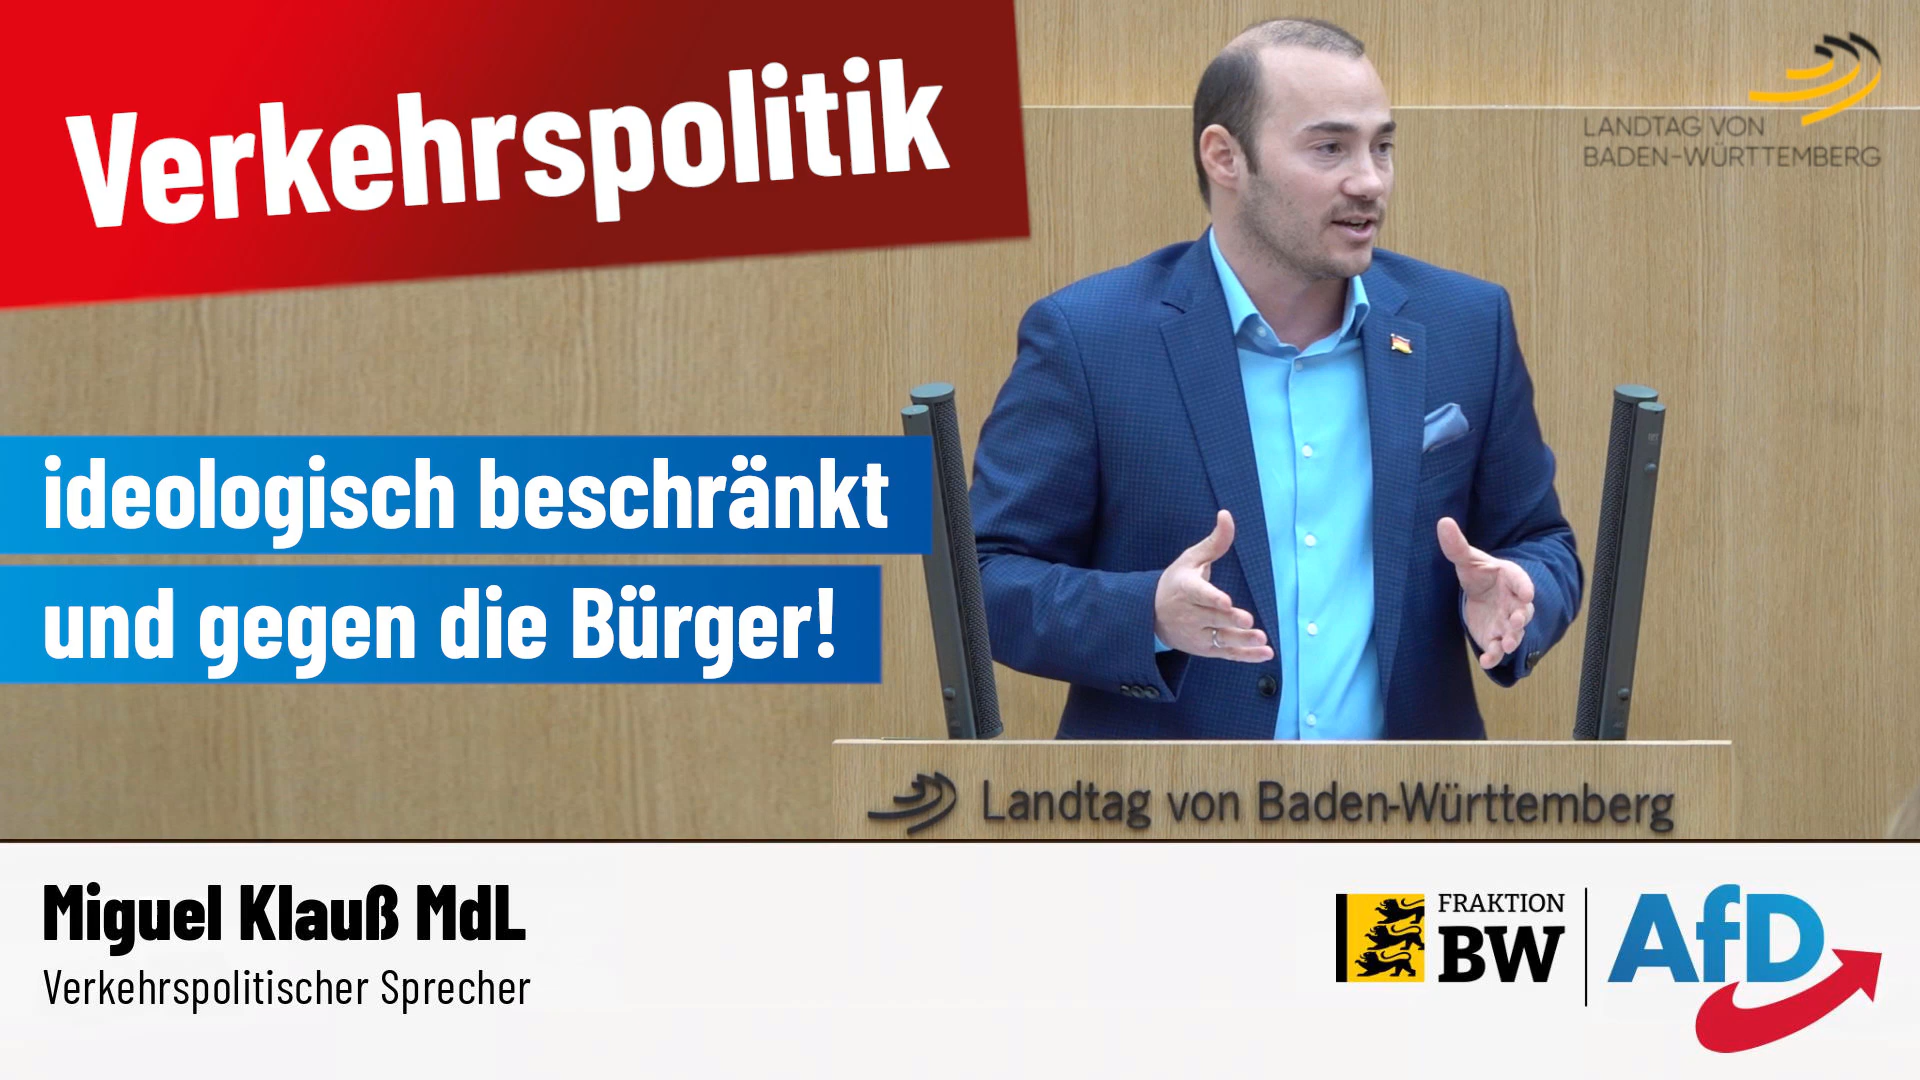 Verkehrspolitik
LANDTAG VON
BADEN-WÜRTTEMBERG
ideologisch beschränkt
und gegen die Bürger!
Landtag von Baden-Württemberg
Miguel Klauß MdL
Verkehrspolitischer Sprecher
FRAKTION
BW
AfD